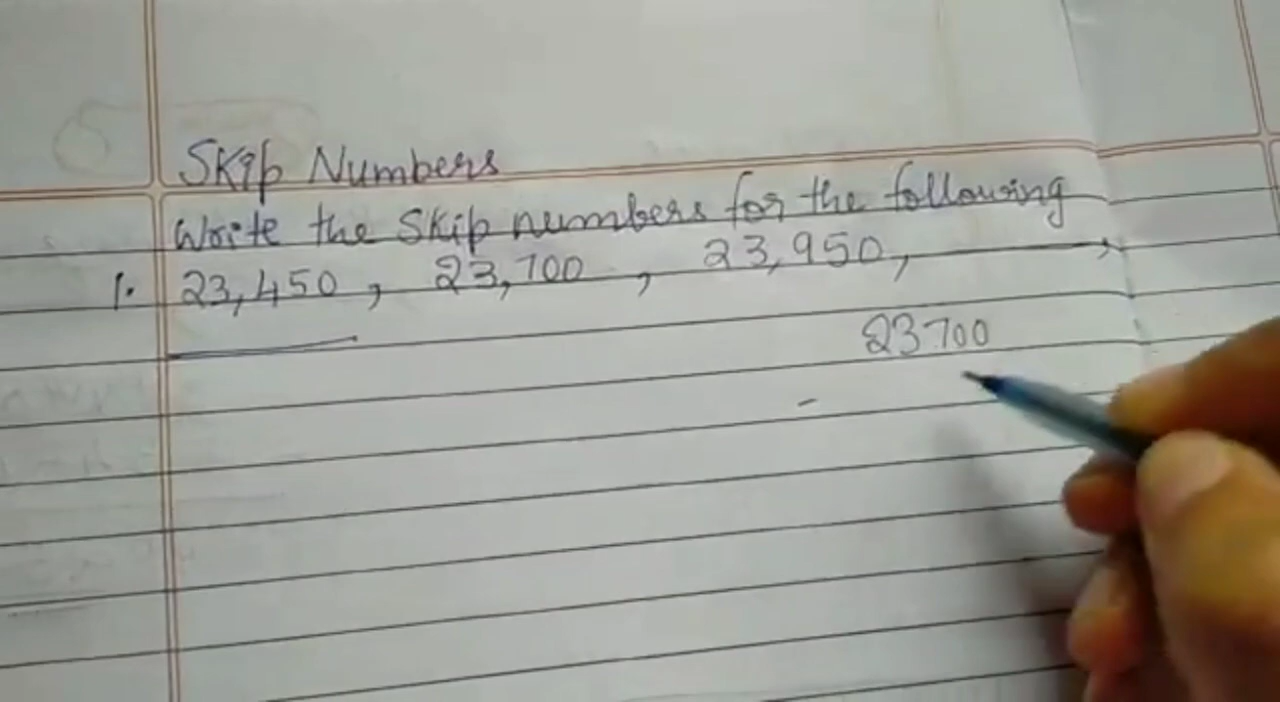 Skip Numbers
Write the Skip numbers for the following
1. 23,450, 23,700, 23,950, ,
23700
-